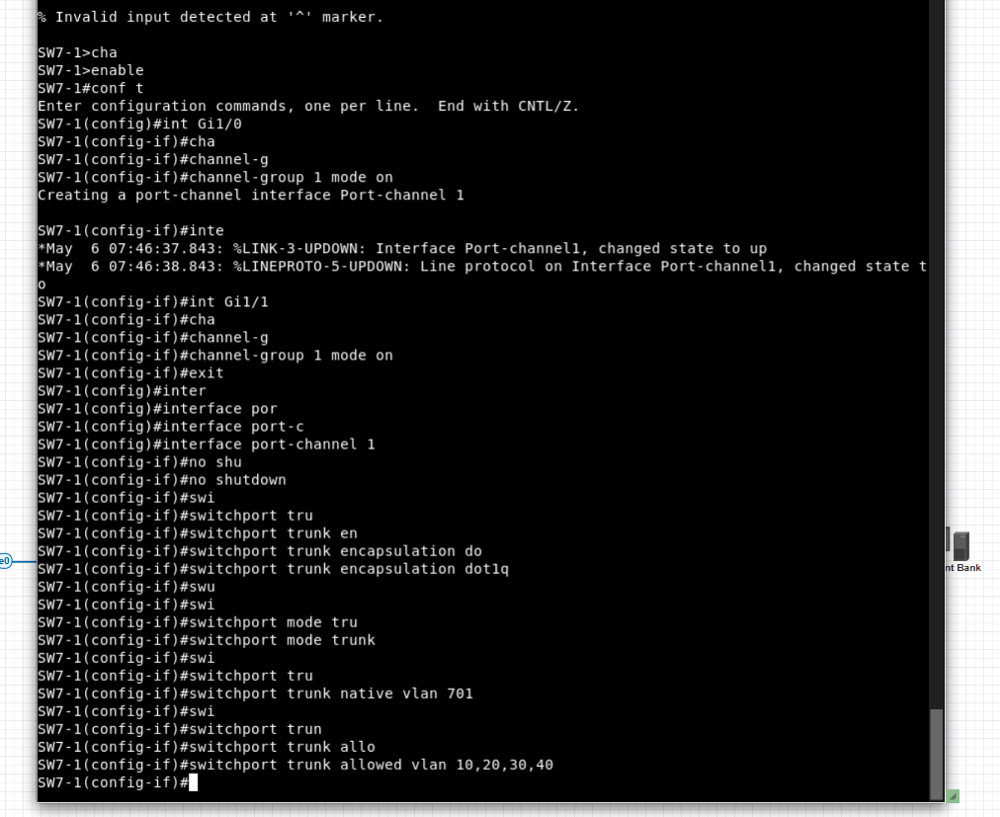 % Invalid input detected at '^' marker.
SW7-1>cha
SW7-1>enable
SW7-1#conf t
Enter configuration commands, one per line.  End with CNTL/Z.
SW7-1(config)#int Gi1/0
SW7-1(config-if)#cha
SW7-1(config-if)#channel-g
SW7-1(config-if)#channel-group 1 mode on
Creating a port-channel interface Port-channel 1
SW7-1(config-if)#inte
*May  6 07:46:37.843: %LINK-3-UPDOWN: Interface Port-channel1, changed state to up
*May  6 07:46:38.843: %LINEPROTO-5-UPDOWN: Line protocol on Interface Port-channel1, changed state t
o
SW7-1(config-if)#int Gi1/1
SW7-1(config-if)#cha
SW7-1(config-if)#channel-g
SW7-1(config-if)#channel-group 1 mode on
SW7-1(config-if)#exit
SW7-1(config)#inter
SW7-1(config)#interface por
SW7-1(config)#interface port-c
SW7-1(config)#interface port-channel 1
SW7-1(config-if)#no shu
SW7-1(config-if)#no shutdown
SW7-1(config-if)#swi
SW7-1(config-if)#switchport tru
SW7-1(config-if)#switchport trunk en
SW7-1(config-if)#switchport trunk encapsulation do
SW7-1(config-if)#switchport trunk encapsulation dot1q
SW7-1(config-if)#swu
SW7-1(config-if)#swi
SW7-1(config-if)#switchport mode tru
SW7-1(config-if)#switchport mode trunk
SW7-1(config-if)#swi
SW7-1(config-if)#switchport tru
SW7-1(config-if)#switchport trunk native vlan 701
SW7-1(config-if)#swi
SW7-1(config-if)#switchport trun
SW7-1(config-if)#switchport trunk allo
SW7-1(config-if)#switchport trunk allowed vlan 10,20,30,40
SW7-1(config-if)#
e0
nt Bank